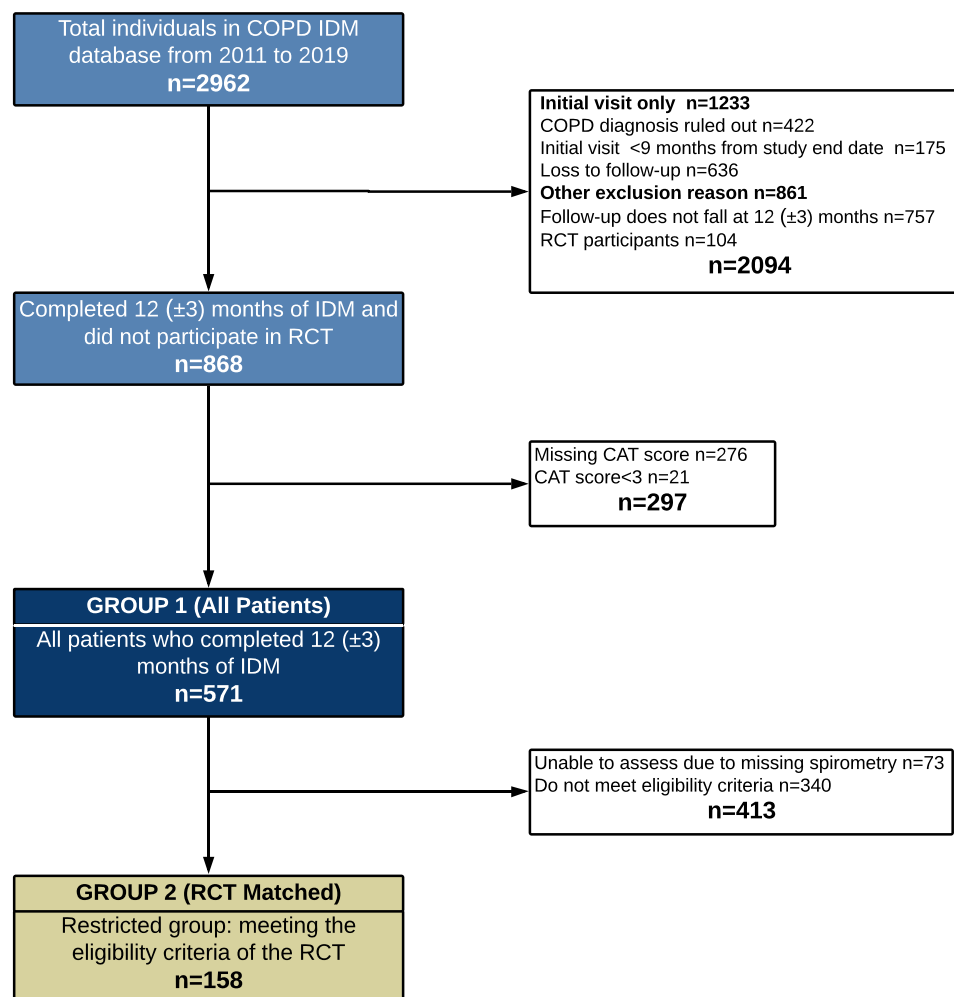 Total individuals in COPD IDM
database from 2011 to 2019
n=2962
Initial visit only  n=1233
COPD diagnosis ruled out n=422
Initial visit  <9 months from study end date  n=175
Loss to follow-up n=636
Other exclusion reason n=861
Follow-up does not fall at 12 (±3) months n=757
RCT participants n=104
n=2094
Completed 12 (±3) months of IDM and
did not participate in RCT
n=868
Missing CAT score n=276
CAT score<3 n=21
n=297
GROUP 1 (All Patients)
All patients who completed 12 (±3)
months of IDM
n=571
Unable to assess due to missing spirometry n=73
Do not meet eligibility criteria n=340
n=413
GROUP 2 (RCT Matched)
Restricted group: meeting the
eligibility criteria of the RCT
n=158